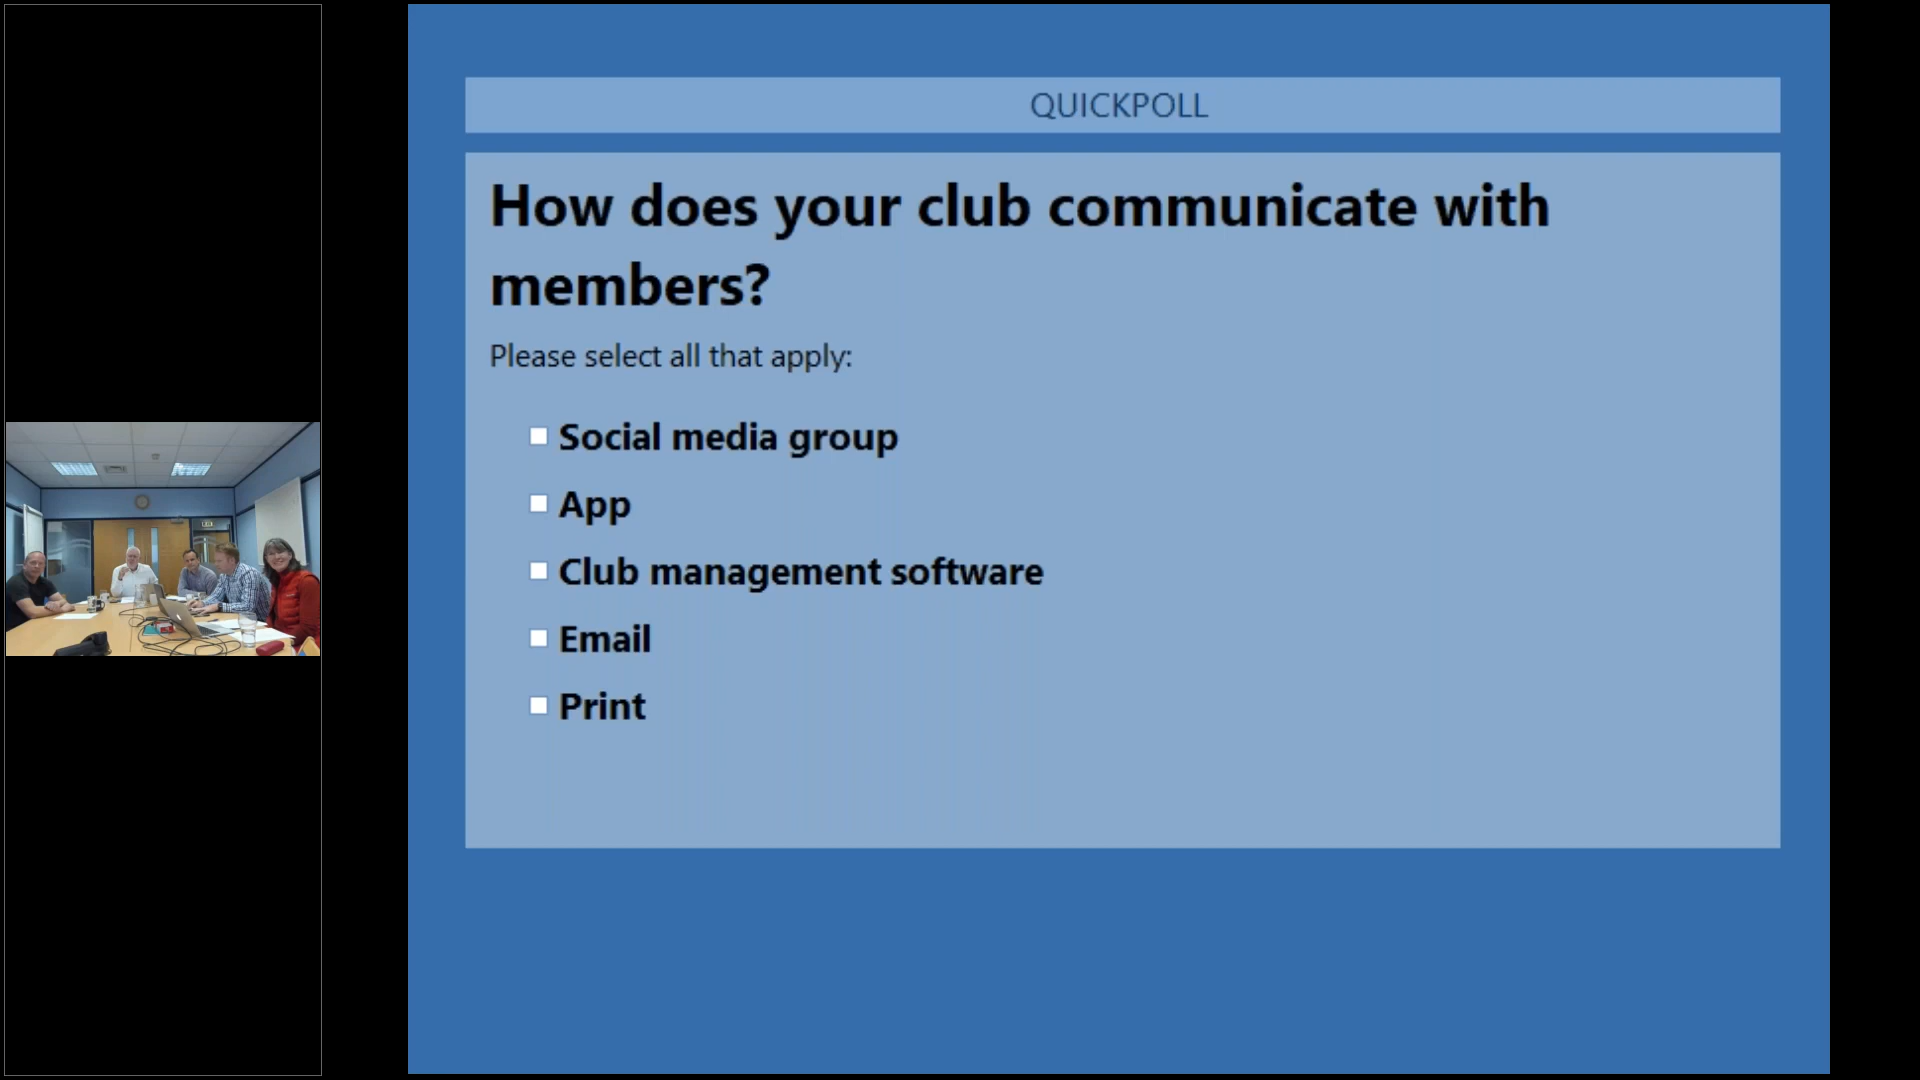 QUICKPOLL
How does your club communicate with
members?
Please select all that apply:
Social media group
App
Club management software
Email
Print